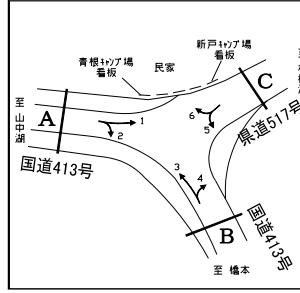 新戸ｷｬﾝﾌﾟ場
看板
青根ｷｬﾝﾌﾟ場
看板
民家
至
至 山中湖
A
C
B
1
2
3
4
5
6
国道413号
県道517号
国道413号
至 橋本